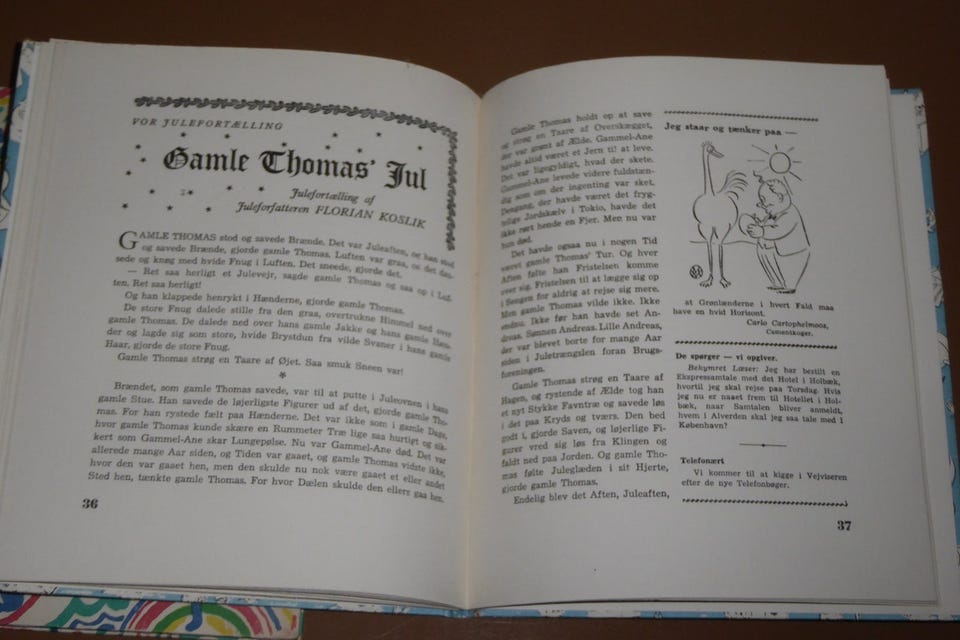 VOR JULEFORTÆLLING
Gamle Thomas' Jul
Julefortælling af
Juleforfatteren FLORIAN KOSLIK
GAMLE THOMAS stod og savede Brænde. Det var Juleaften, og han stod
og savede Brænde, gjorde gamle Thomas. Luften var graa, og det dan-
sede og knøg med hvide Fnug i Luften. Det sneede, gjorde det.
— Ret saa herligt et Julevejr, sagde gamle Thomas og saa op i Luf-
ten. Ret saa herligt!
Og han klappede henrykt i Hænderne, gjorde gamle Thomas.
De store Fnug dalede stille fra den graa, overtrukne Himmel ned over
gamle Thomas. De dalede ned over hans gamle Jakke og hans gamle Hæn-
der og lagde sig som store, hvide Brystdun fra vilde Svaner i hans gamle
Haar, gjorde de store Fnug.
Gamle Thomas strøg en Taare af Øjet. Saa smuk Sneen var!
*
Brændet, som gamle Thomas savede, var til at putte i Juleovnen i hans
gamle Stue. Han savede de løjerligste Figurer ud af det, gjorde gamle Tho-
mas. For han rystede fælt paa Hænderne. Det var ikke som i gamle Dage,
hvor gamle Thomas kunde skære en Rummeter Træ lige saa hurtigt og sik-
kert som Gammel-Ane skar Lungepølse. Nu var Gammel-Ane død. Det var
allerede mange Aar siden, og Tiden var gaaet, og gamle Thomas vidste ikke,
hvor den var gaaet hen, men den skulde nu nok være gaaet et eller andet
Sted hen, tænkte gamle Thomas. For hvor Dælen skulde den ellers gaa hen.
36
Gamle Thomas holdt op at save
og strøg en Taare af Overskægget,
der var grønt af Ælde. Gammel-Ane
havde altid været et Jern til at leve.
Det var ligegyldigt, hvad der skete.
Gammel-Ane levede videre fuldstæn-
dig som om der ingenting var sket.
Dengang, der havde været det fryg-
telige Jordskælv i Tokio, havde det
ikke rørt hende en Fjer. Men nu var
hun død.
Det havde ogsaa nu i nogen Tid
været gamle Thomas' Tur. Og hver
Aften følte han Fristelsen komme
over sig. Fristelsen til at lægge sig op
i Sengen for aldrig at rejse sig mere.
Men gamle Thomas vilde ikke. Ikke
endnu. Ikke før han havde set An-
dreas. Sønnen Andreas. Lille Andreas,
der var blevet borte for mange Aar
siden i Juletrængslen foran Brugs-
foreningen.
Gamle Thomas strøg en Taare af
Hagen, og rystende af Ælde tog han
et nyt Stykke Favntræ og savede løs
i det paa Kryds og tværs. Den bed
godt i, gjorde Saven, og løjerlige Fi-
gurer vred sig løs fra Klingen og
faldt ned paa Jorden. Og gamle Tho-
mas følte Juleglæden i sit Hjerte,
gjorde gamle Thomas.
Endelig blev det Aften, Juleaften,
Jeg staar og tænker paa —
at Grønlænderne i hvert Fald maa
have en hvid Horisont.
Carlo Cartophelmoos,
Cementkoger.
De spørger — vi opgiver.
Bekymret Læser: Jeg har bestilt en
Ekspressamtale med det Hotel i Holbæk,
hvortil jeg skal rejse paa Torsdag. Hvis
jeg nu er naaet frem til Hotellet i Hol-
bæk, naar Samtalen bliver anmeldt,
hvem i Alverden skal jeg saa tale med i
København?
Telefonært
Vi kommer til at kigge i Vejviseren
efter de nye Telefonbøger.
37